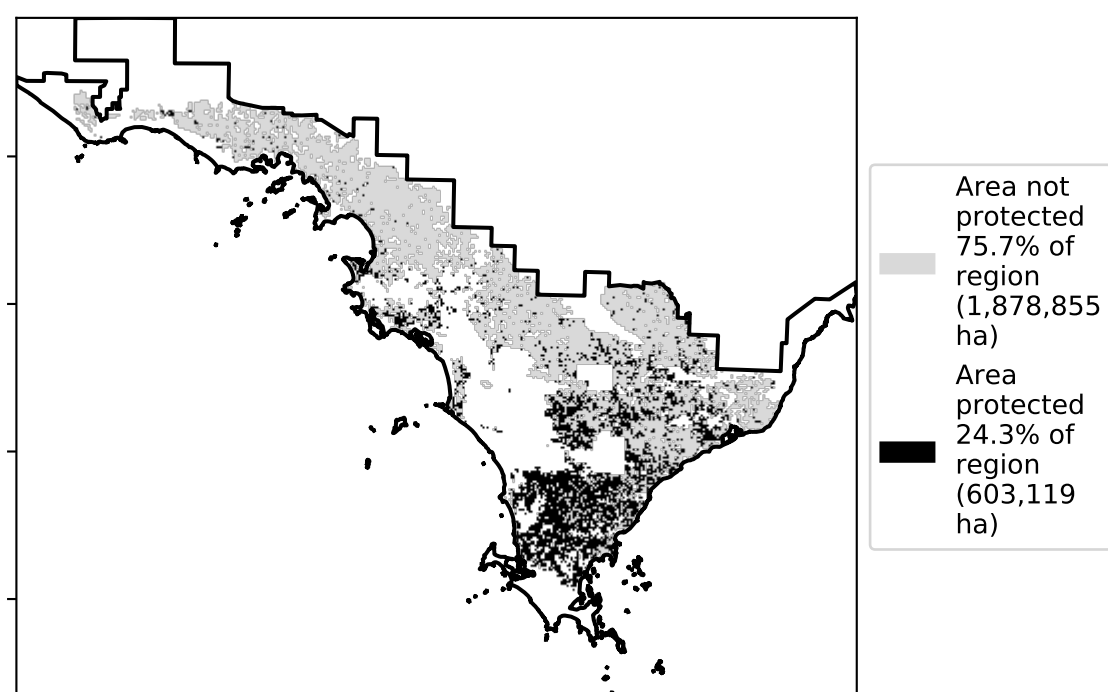 Area not
protected
75.7% of
region
(1,878,855
ha)
Area
protected
24.3% of
region
(603,119
ha)